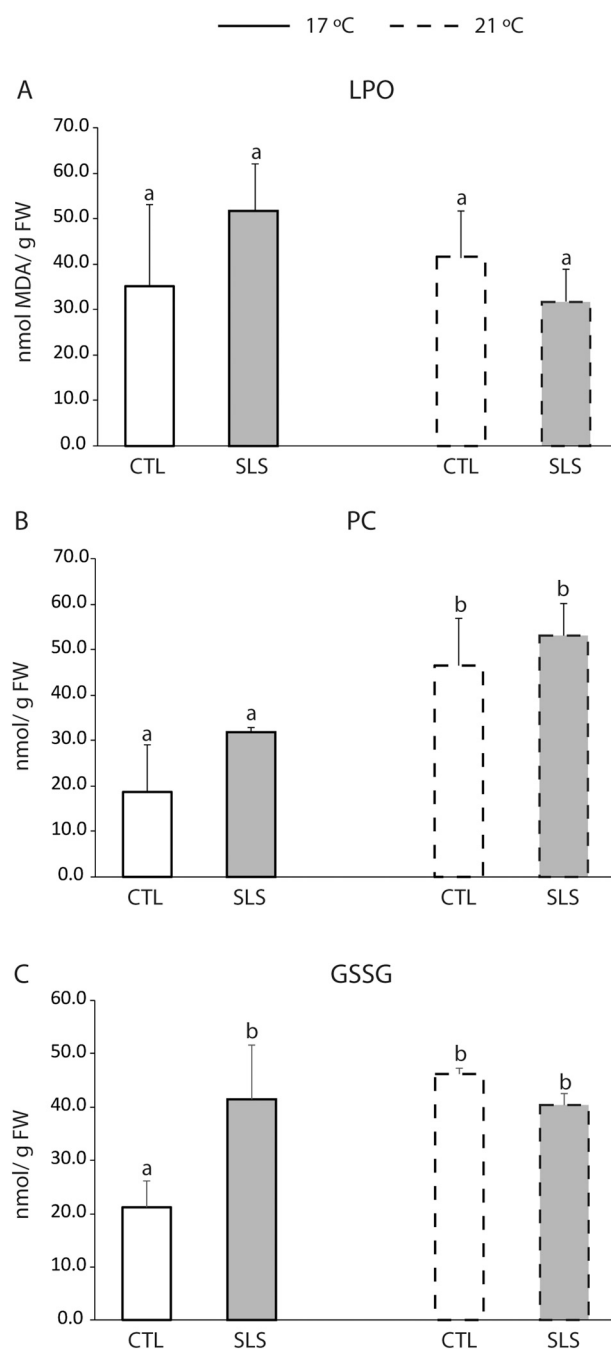 17 ºC 21 ºC
A LPO
70.0
60.0
50.0
40.0
30.0
20.0
10.0
0.0
nmol MDA/ g FW
a a a a
CTL SLS CTL SLS
B PC
70.0
60.0
50.0
40.0
30.0
20.0
10.0
0.0
nmol/ g FW
a a b b
CTL SLS CTL SLS
C GSSG
60.0
50.0
40.0
30.0
20.0
10.0
0.0
nmol/ g FW
a b b b
CTL SLS CTL SLS